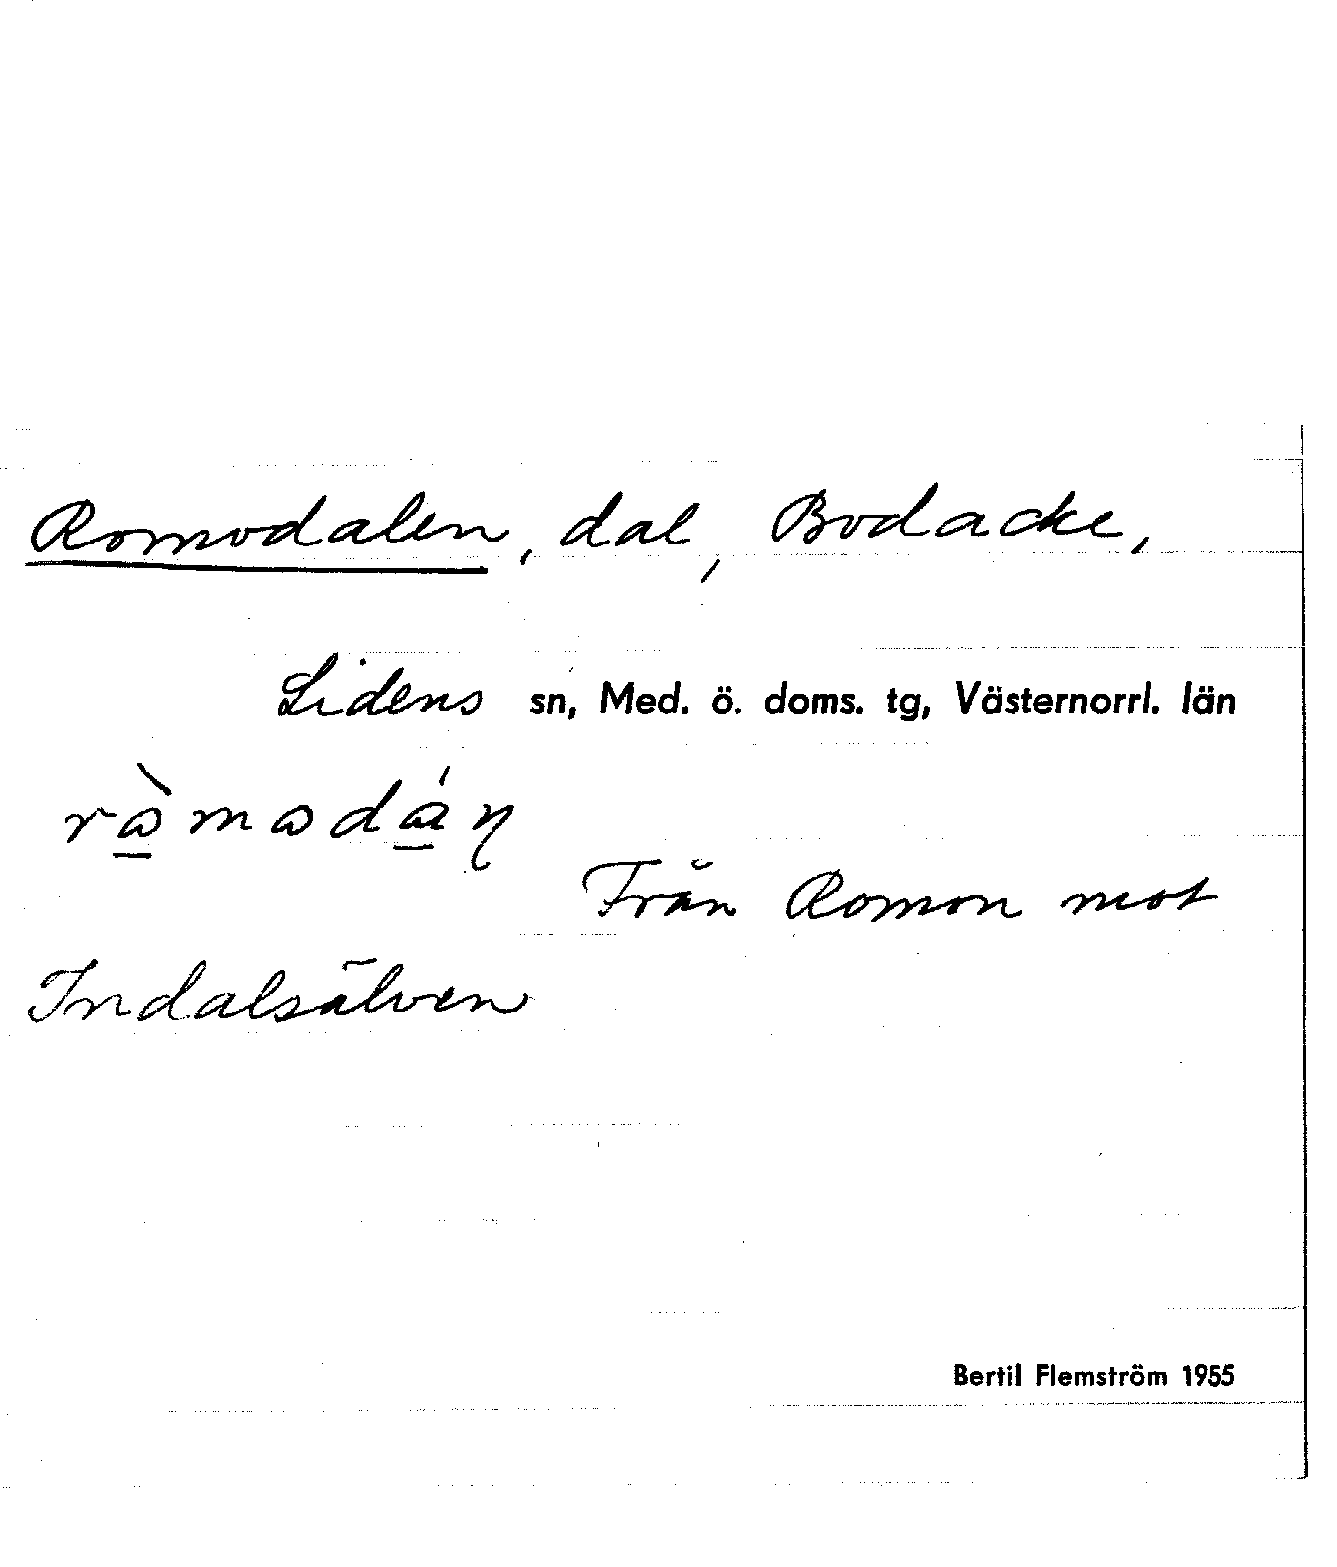 Romodalen, dal, Bodacke,
Lidens sn, Med. ö. doms. tg, Västernorrl. län
Från Romon mot
Indalsälven
Bertil Flemström 1955